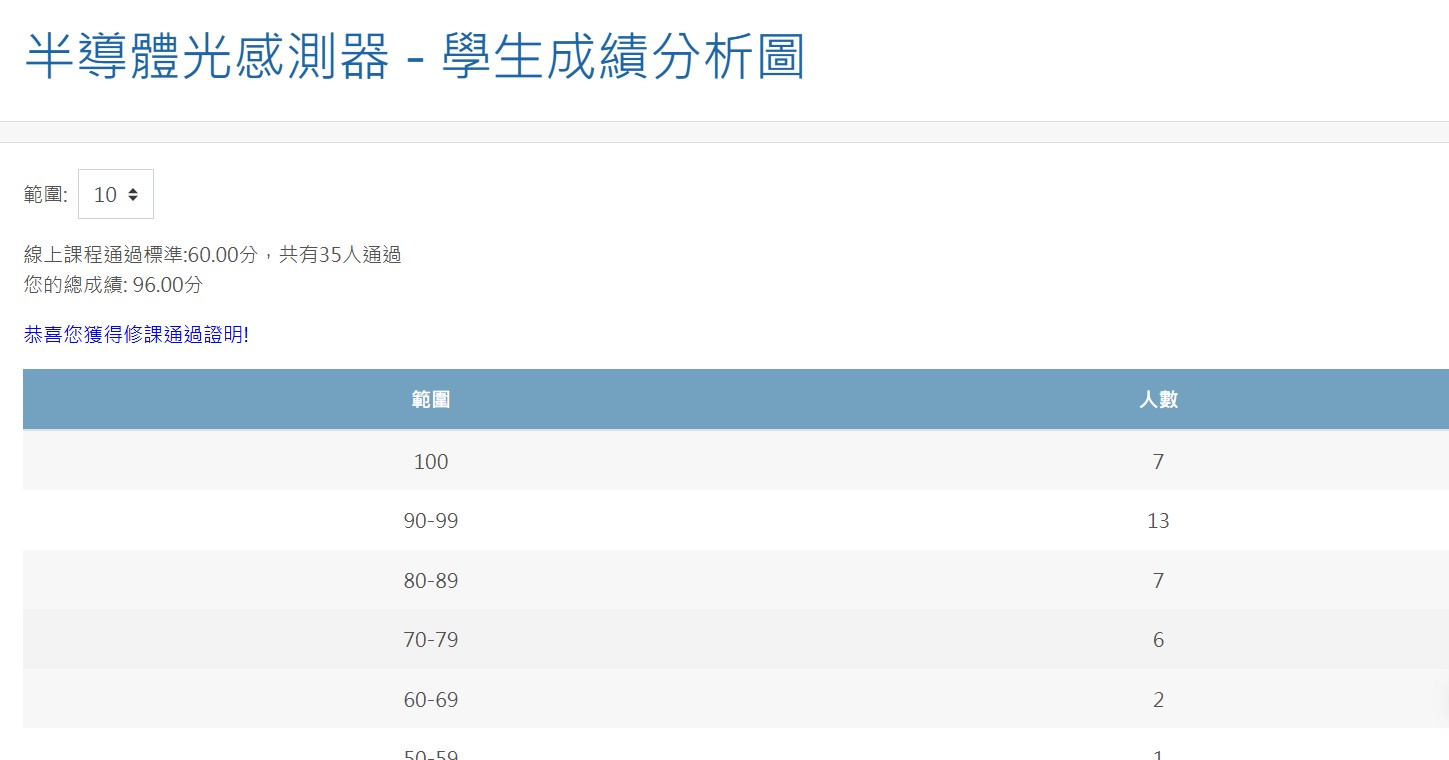 半導體光感測器 - 學生成績分析圖
範圍: 10
線上課程通過標準:60.00分，共有35人通過
您的總成績: 96.00分
恭喜您獲得修課通過證明!
範圍 人數
100 7
90-99 13
80-89 7
70-79 6
60-69 2
50-59 1